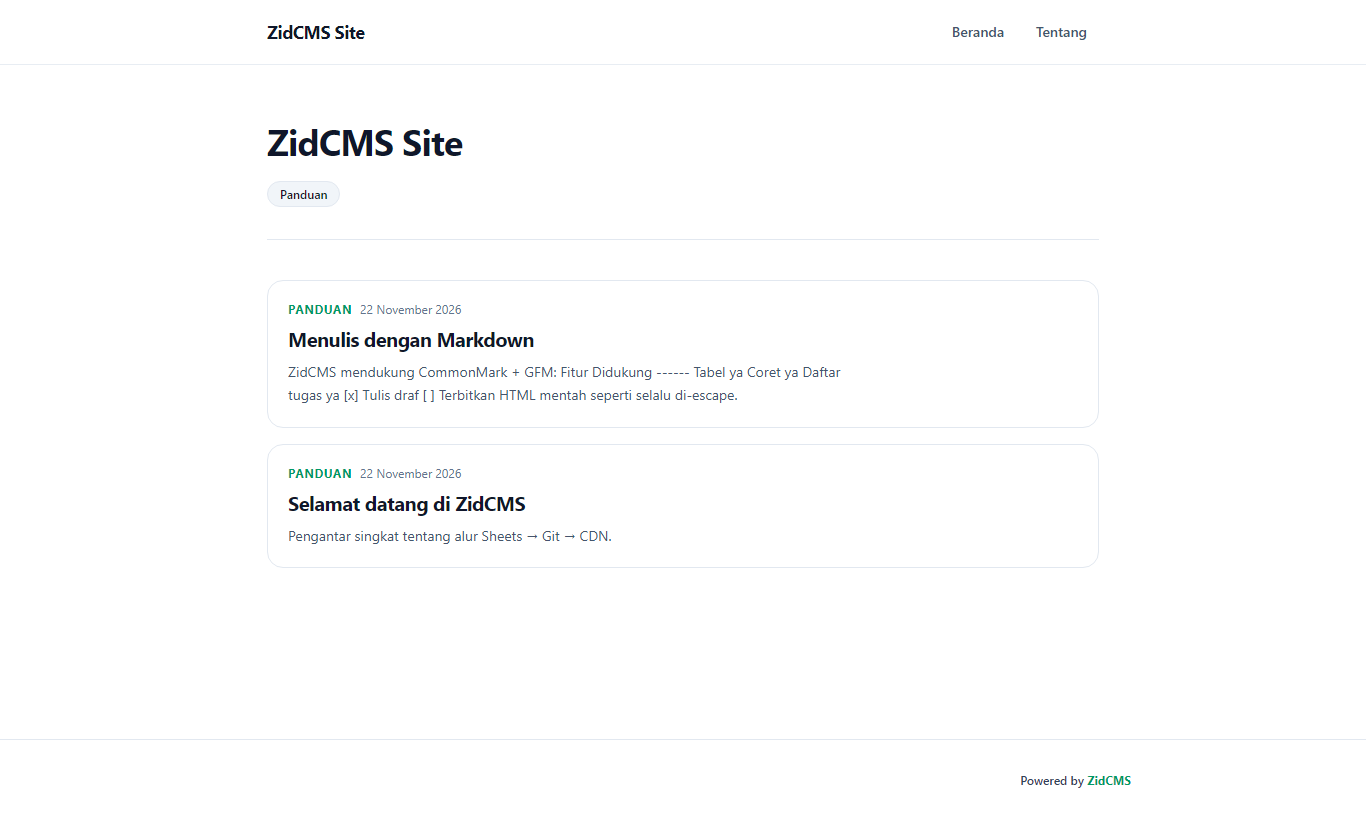 ZidCMS Site
Beranda
Tentang
ZidCMS Site
Panduan
PANDUAN 22 November 2026
Menulis dengan Markdown
ZidCMS mendukung CommonMark + GFM: Fitur Didukung ------ Tabel ya Coret ya Daftar
tugas ya [x] Tulis draf [ ] Terbitkan HTML mentah seperti selalu di-escape.
PANDUAN 22 November 2026
Selamat datang di ZidCMS
Pengantar singkat tentang alur Sheets → Git → CDN.
Powered by ZidCMS